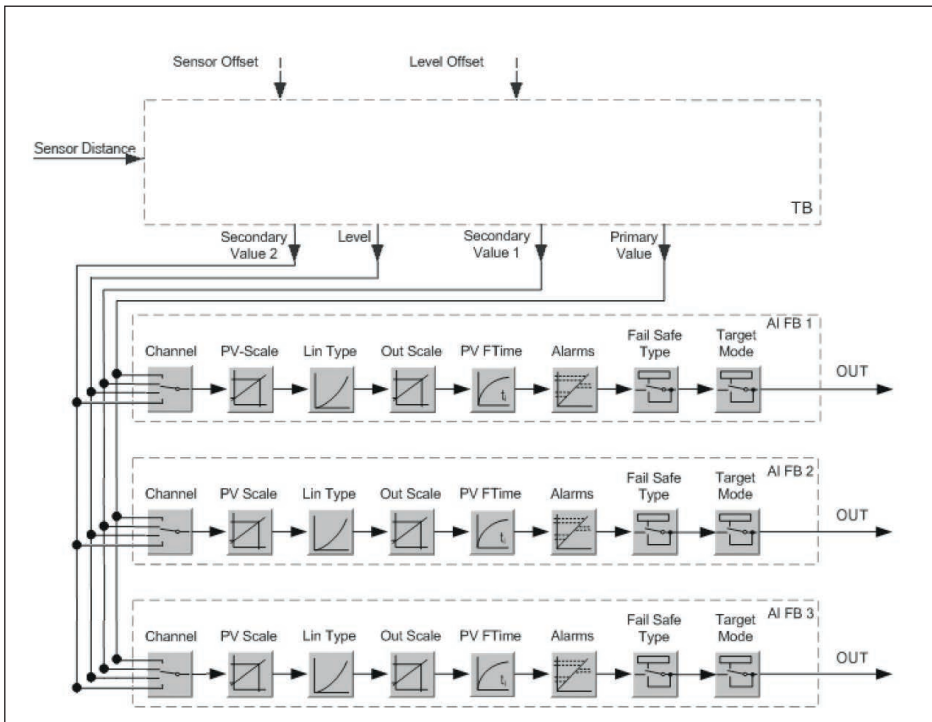 Sensor Offset
Level Offset
Sensor Distance
TB
Secondary
Value 2
Level
Secondary
Value 1
Primary
Value
AI FB 1
Channel
PV-Scale
Lin Type
Out Scale
PV FTime
Alarms
Fail Safe
Type
Target
Mode
OUT
AI FB 2
Channel
PV Scale
Lin Type
Out Scale
PV FTime
Alarms
Fail Safe
Type
Target
Mode
OUT
AI FB 3
Channel
PV Scale
Lin Type
Out Scale
PV FTime
Alarms
Fail Safe
Type
Target
Mode
OUT